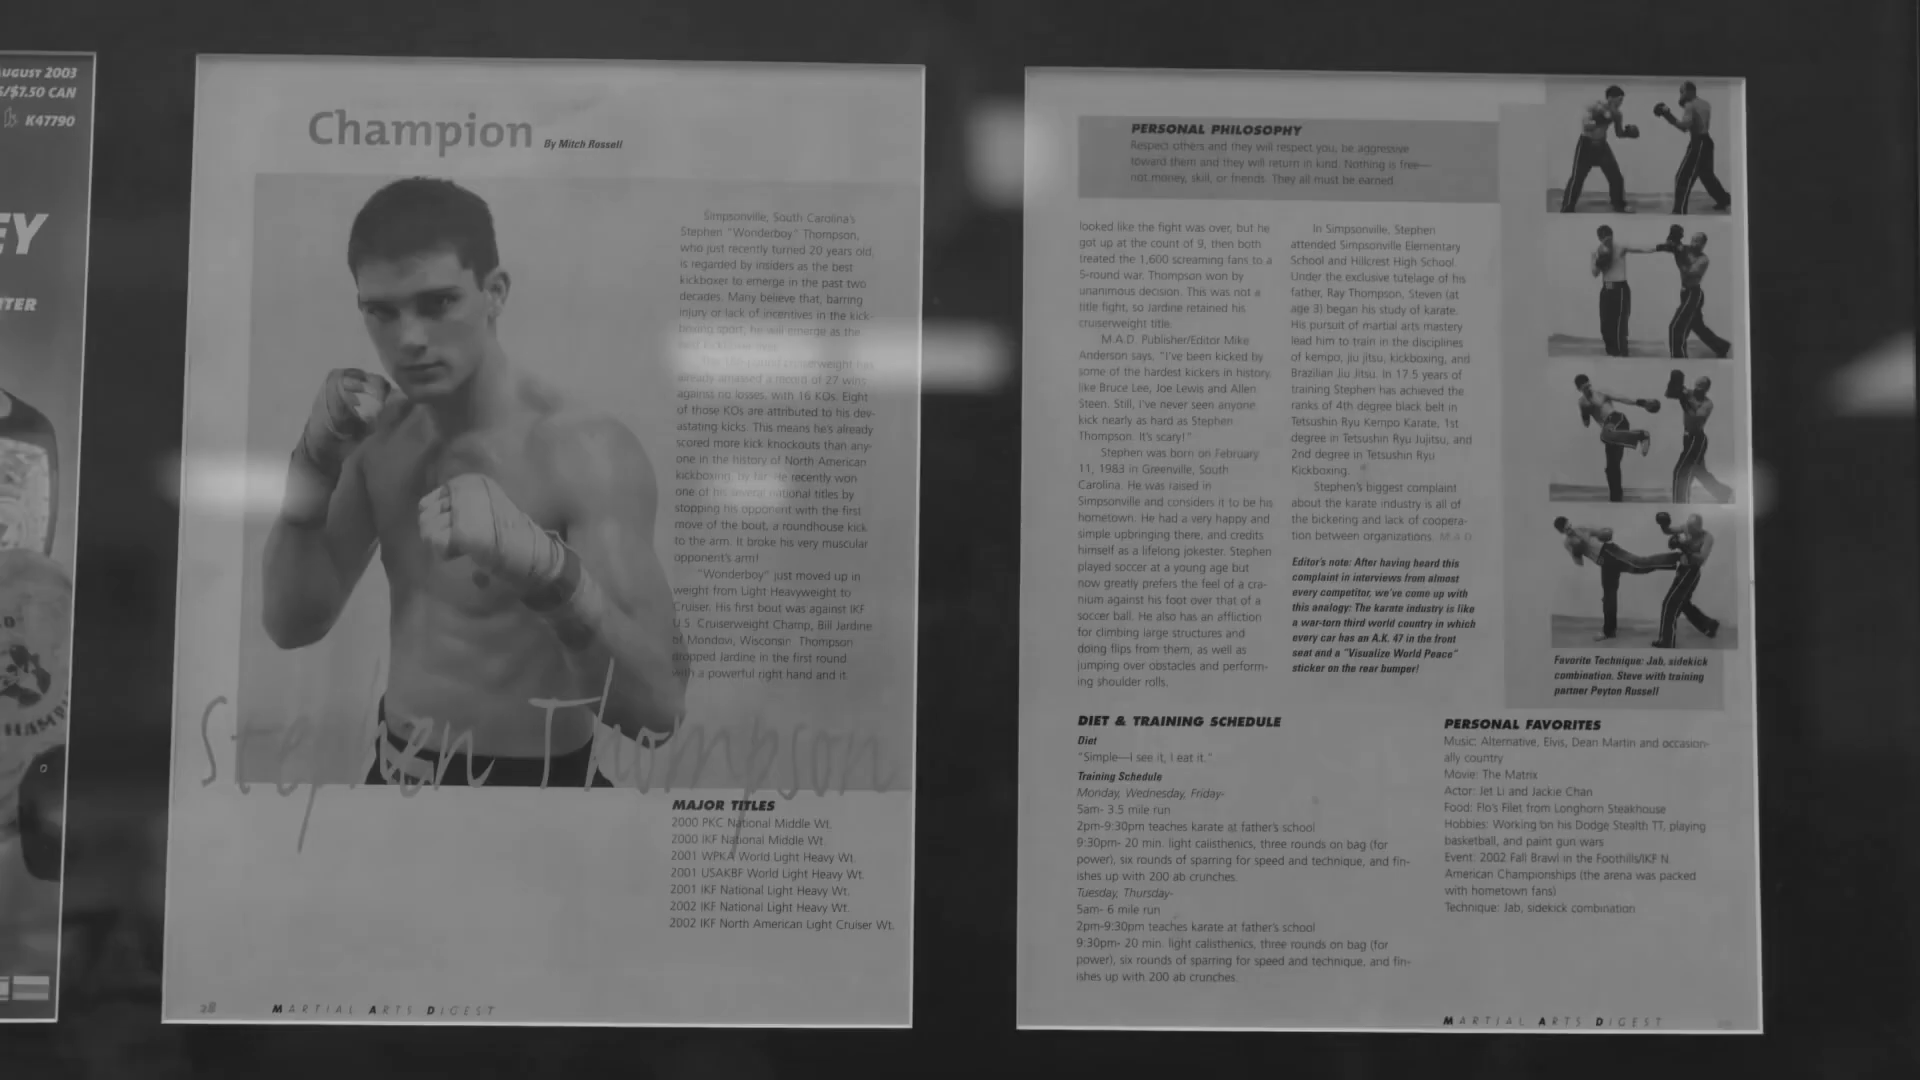 AUGUST 2003
/$7.50 CAN
K47790
EY
Champion
By Mitch Rossell
Simpsonville, South Carolina's
Stephen "Wonderboy" Thompson,
who just recently turned 20 years old,
is regarded by insiders as the best
kickboxer to emerge in the past two
decades. Many believe that, barring
injury or lack of incentives in the kick-
boxing sport, he will emerge as the
already amassed a record of 27 wins
against no losses, with 16 KOs. Eight
of those KOs are attributed to his dev-
astating kicks. This means he's already
scored more kick knockouts than any-
one in the history of North American
kickboxing, by far. He recently won
one of his several national titles by
stopping his opponent with the first
move of the bout, a roundhouse kick
to the arm. It broke his very muscular
opponent's arm!
"Wonderboy" just moved up in
weight from Light Heavyweight to
Cruiser. His first bout was against IKF
U.S. Cruiserweight Champ, Bill Jardine
of Mondovi, Wisconsin. Thompson
dropped Jardine in the first round
with a powerful right hand and it
Stephen Thompson
MAJOR TITLES
2000 PKC National Middle Wt.
2000 IKF National Middle Wt.
2001 WPKA World Light Heavy Wt.
2001 USAKBF World Light Heavy Wt.
2001 IKF National Light Heavy Wt.
2002 IKF National Light Heavy Wt.
2002 IKF North American Light Cruiser Wt.
28
MARTIAL ARTS DIGEST
PERSONAL PHILOSOPHY
Respect others and they will respect you, be aggressive
toward them and they will return in kind. Nothing is free—
not money, skill, or friends. They all must be earned.
looked like the fight was over, but he
got up at the count of 9, then both
treated the 1,600 screaming fans to a
5-round war. Thompson won by
unanimous decision. This was not a
title fight, so Jardine retained his
cruiserweight title.
M.A.D. Publisher/Editor Mike
Anderson says, "I've been kicked by
some of the hardest kickers in history,
like Bruce Lee, Joe Lewis and Allen
Steen. Still, I've never seen anyone
kick nearly as hard as Stephen
Thompson. It's scary!"
Stephen was born on February
11, 1983 in Greenville, South
Carolina. He was raised in
Simpsonville and considers it to be his
hometown. He had a very happy and
simple upbringing there, and credits
himself as a lifelong jokester. Stephen
played soccer at a young age but
now greatly prefers the feel of a cra-
nium against his foot over that of a
soccer ball. He also has an affliction
for climbing large structures and
doing flips from them, as well as
jumping over obstacles and perform-
ing shoulder rolls.
In Simpsonville, Stephen
attended Simpsonville Elementary
School and Hillcrest High School.
Under the exclusive tutelage of his
father, Ray Thompson, Steven (at
age 3) began his study of karate.
His pursuit of martial arts mastery
lead him to train in the disciplines
of kempo, jiu jitsu, kickboxing, and
Brazilian Jiu Jitsu. In 17.5 years of
training Stephen has achieved the
ranks of 4th degree black belt in
Tetsushin Ryu Kempo Karate, 1st
degree in Tetsushin Ryu Jujitsu, and
2nd degree in Tetsushin Ryu
Kickboxing.
Stephen's biggest complaint
about the karate industry is all of
the bickering and lack of coopera-
tion between organizations. M.A.D.
Editor's note: After having heard this
complaint in interviews from almost
every competitor, we've come up with
this analogy: The karate industry is like
a war-torn third world country in which
every car has an A.K. 47 in the front
seat and a "Visualize World Peace"
sticker on the rear bumper!
Favorite Technique: Jab, sidekick
combination. Steve with training
partner Peyton Russell
DIET & TRAINING SCHEDULE
Diet
"Simple—I see it, I eat it."
Training Schedule
Monday, Wednesday, Friday-
5am- 3.5 mile run
2pm-9:30pm teaches karate at father's school
9:30pm- 20 min. light calisthenics, three rounds on bag (for
power), six rounds of sparring for speed and technique, and fin-
ishes up with 200 ab crunches.
Tuesday, Thursday-
5am- 6 mile run
2pm-9:30pm teaches karate at father's school
9:30pm- 20 min. light calisthenics, three rounds on bag (for
power), six rounds of sparring for speed and technique, and fin-
ishes up with 200 ab crunches.
PERSONAL FAVORITES
Music: Alternative, Elvis, Dean Martin and occasion-
ally country
Movie: The Matrix
Actor: Jet Li and Jackie Chan
Food: Flo's Filet from Longhorn Steakhouse
Hobbies: Working on his Dodge Stealth TT, playing
basketball, and paint gun wars
Event: 2002 Fall Brawl in the Foothills/IKF N.
American Championships (the arena was packed
with hometown fans)
Technique: Jab, sidekick combination
MARTIAL ARTS DIGEST